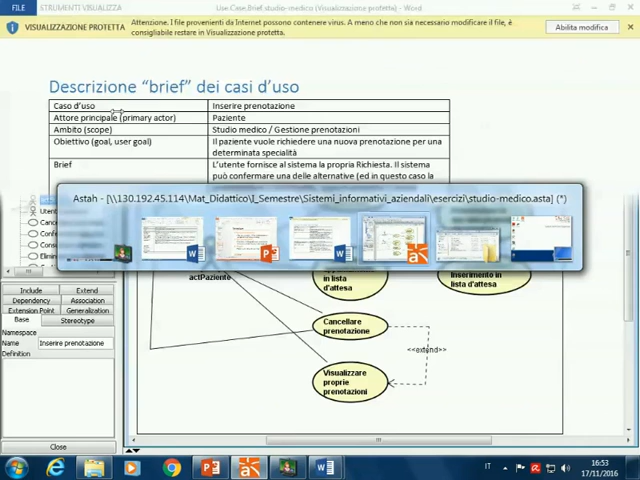 FILE
STRUMENTI VISUALIZZA
Use Case.Brief.studio-medico (Visualizzazione protetta) - Word
VISUALIZZAZIONE PROTETTA
Attenzione. I file provenienti da Internet possono contenere virus. A meno che non sia necessario modificare il file, è
consigliabile restare in Visualizzazione protetta.
Abilita modifica
Descrizione “brief” dei casi d’uso
Caso d’uso
Inserire prenotazione
Attore principale (primary actor)
Paziente
Ambito (scope)
Studio medico / Gestione prenotazioni
Obiettivo (goal, user goal)
Il paziente vuole richiedere una nuova prenotazione per una
determinata specialità
Brief
L’utente fornisce al sistema la propria Richiesta. Il sistema
può confermare una delle alternative (ed in questo caso la
Astah - [\\130.192.45.114\Mat_Didattico\I_Semestre\Sistemi_informativi_aziendali\esercizi\studio-medico.asta] (*)
actPaziente
in lista
d'attesa
Inserimento in
lista d'attesa
Cancellare
prenotazione
<<extend>>
Visualizzare
proprie
prenotazioni
Include
Extend
Dependency
Association
Extension Point
Generalization
Base
Stereotype
Namespace
Name
Inserire prenotazione
Definition
Close
IT
16:53
17/11/2016